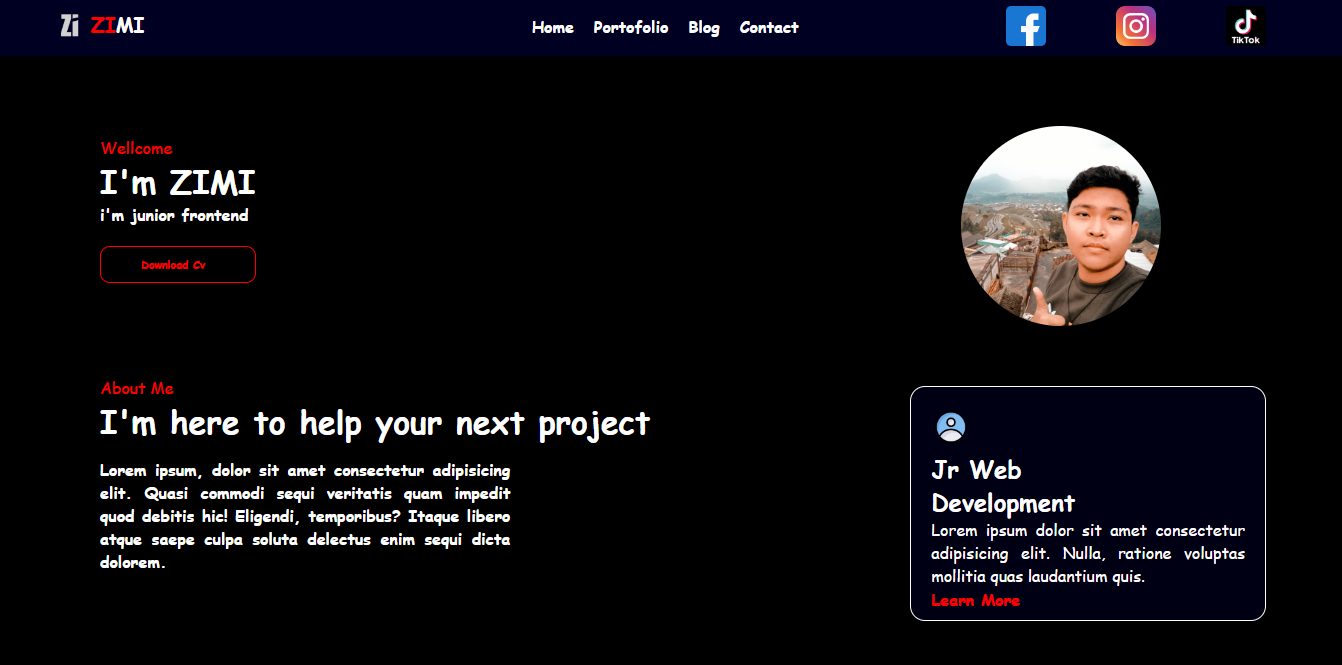 Zi ZIMI
Home Portofolio Blog Contact
TikTok
Wellcome
I'm ZIMI
i'm junior frontend
Download Cv
About Me
I'm here to help your next project
Lorem ipsum, dolor sit amet consectetur adipisicing
elit. Quasi commodi sequi veritatis quam impedit
quod debitis hic! Eligendi, temporibus? Itaque libero
atque saepe culpa soluta delectus enim sequi dicta
dolorem.
Jr Web
Development
Lorem ipsum dolor sit amet consectetur
adipisicing elit. Nulla, ratione voluptas
mollitia quas laudantium quis.
Learn More